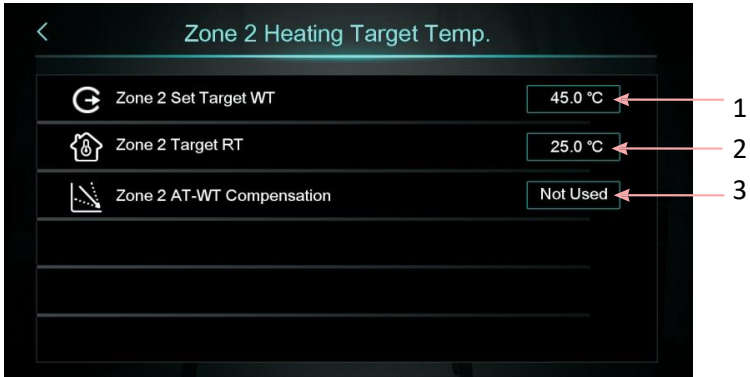 Zone 2 Heating Target Temp.
Zone 2 Set Target WT 45.0 ℃ 1
Zone 2 Target RT 25.0 ℃ 2
Zone 2 AT-WT Compensation Not Used 3